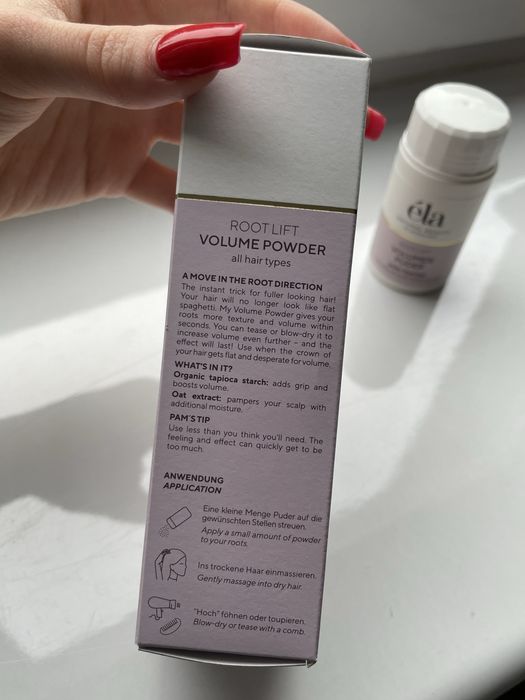 ROOT LIFT
VOLUME POWDER
all hair types
A MOVE IN THE ROOT DIRECTION
The instant trick for fuller looking hair!
Your hair will no longer look like flat
spaghetti. My Volume Powder gives your
roots more texture and volume within
seconds. You can tease or blow-dry it to
increase volume even further – and the
effect will last! Use when the crown of
your hair gets flat and desperate for volume.
WHAT'S IN IT?
Organic tapioca starch: adds grip and
boosts volume.
Oat extract: pampers your scalp with
additional moisture.
PAM'S TIP
Use less than you think you'll need. The
feeling and effect can quickly get to be
too much.
ANWENDUNG
APPLICATION
Eine kleine Menge Puder auf die
gewünschten Stellen streuen.
Apply a small amount of powder
to your roots.
Ins trockene Haar einmassieren.
Gently massage into dry hair.
"Hoch" föhnen oder toupieren.
Blow-dry or tease with a comb.
éla